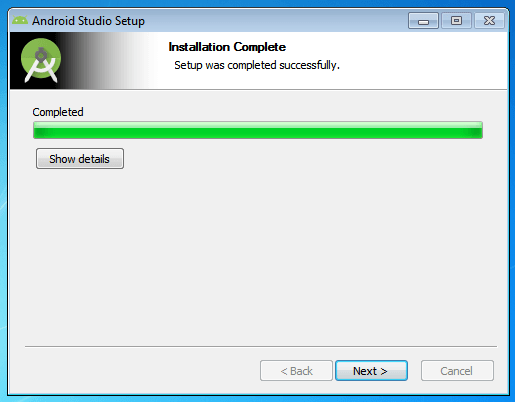 Android Studio Setup
Installation Complete
Setup was completed successfully.
Completed
Show details
< Back
Next >
Cancel